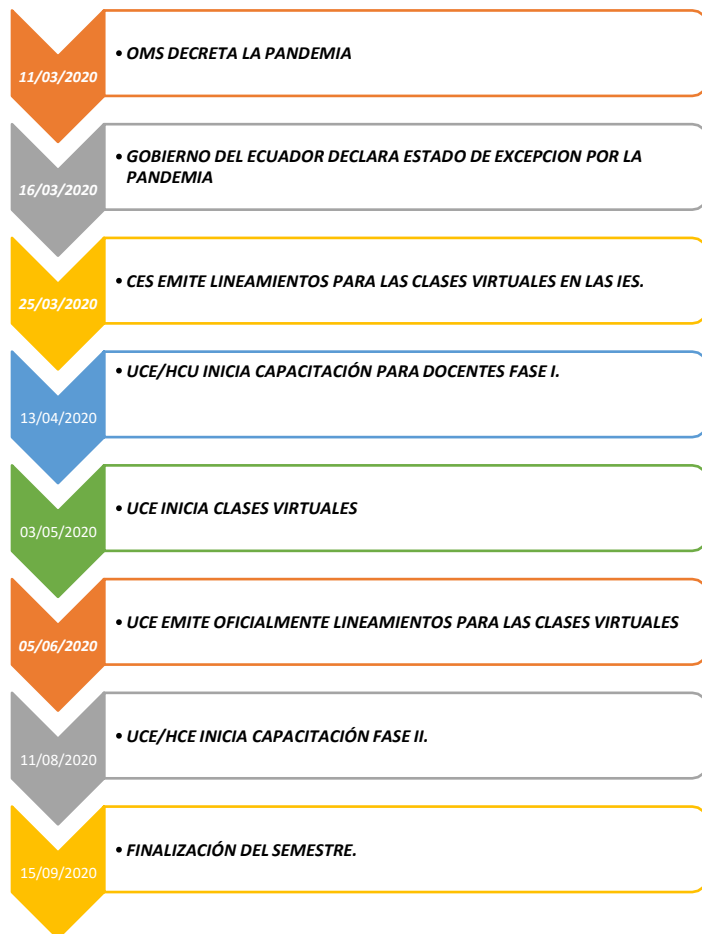 11/03/2020
• OMS DECRETA LA PANDEMIA
16/03/2020
• GOBIERNO DEL ECUADOR DECLARA ESTADO DE EXCEPCION POR LA
PANDEMIA
25/03/2020
• CES EMITE LINEAMIENTOS PARA LAS CLASES VIRTUALES EN LAS IES.
13/04/2020
• UCE/HCU INICIA CAPACITACIÓN PARA DOCENTES FASE I.
03/05/2020
• UCE INICIA CLASES VIRTUALES
05/06/2020
• UCE EMITE OFICIALMENTE LINEAMIENTOS PARA LAS CLASES VIRTUALES
11/08/2020
• UCE/HCE INICIA CAPACITACIÓN FASE II.
15/09/2020
• FINALIZACIÓN DEL SEMESTRE.